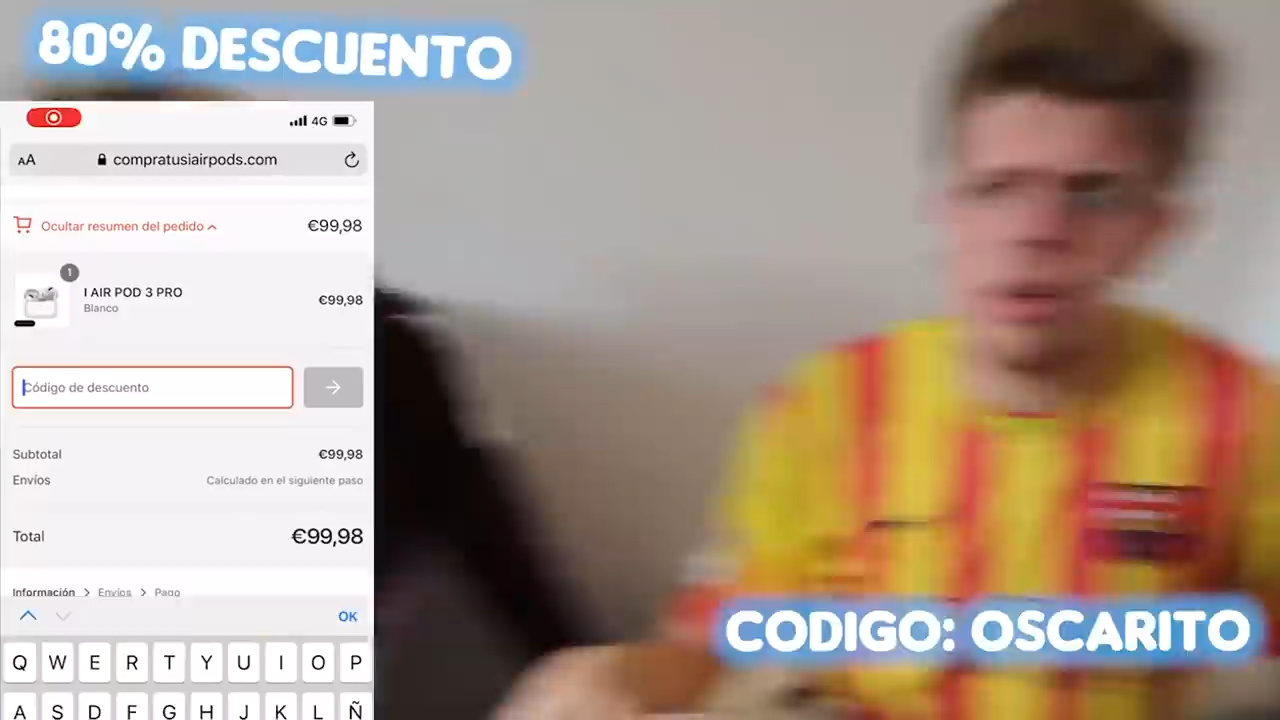 80% DESCUENTO
4G
AA compratusiairpods.com
Ocultar resumen del pedido €99,98
1
I AIR POD 3 PRO
Blanco
€99,98
Código de descuento
Subtotal €99,98
Envíos Calculado en el siguiente paso
Total €99,98
Información > Envíos > Pago
OK
CODIGO: OSCARITO
Q W E R T Y U I O P
A S D F G H J K L Ñ